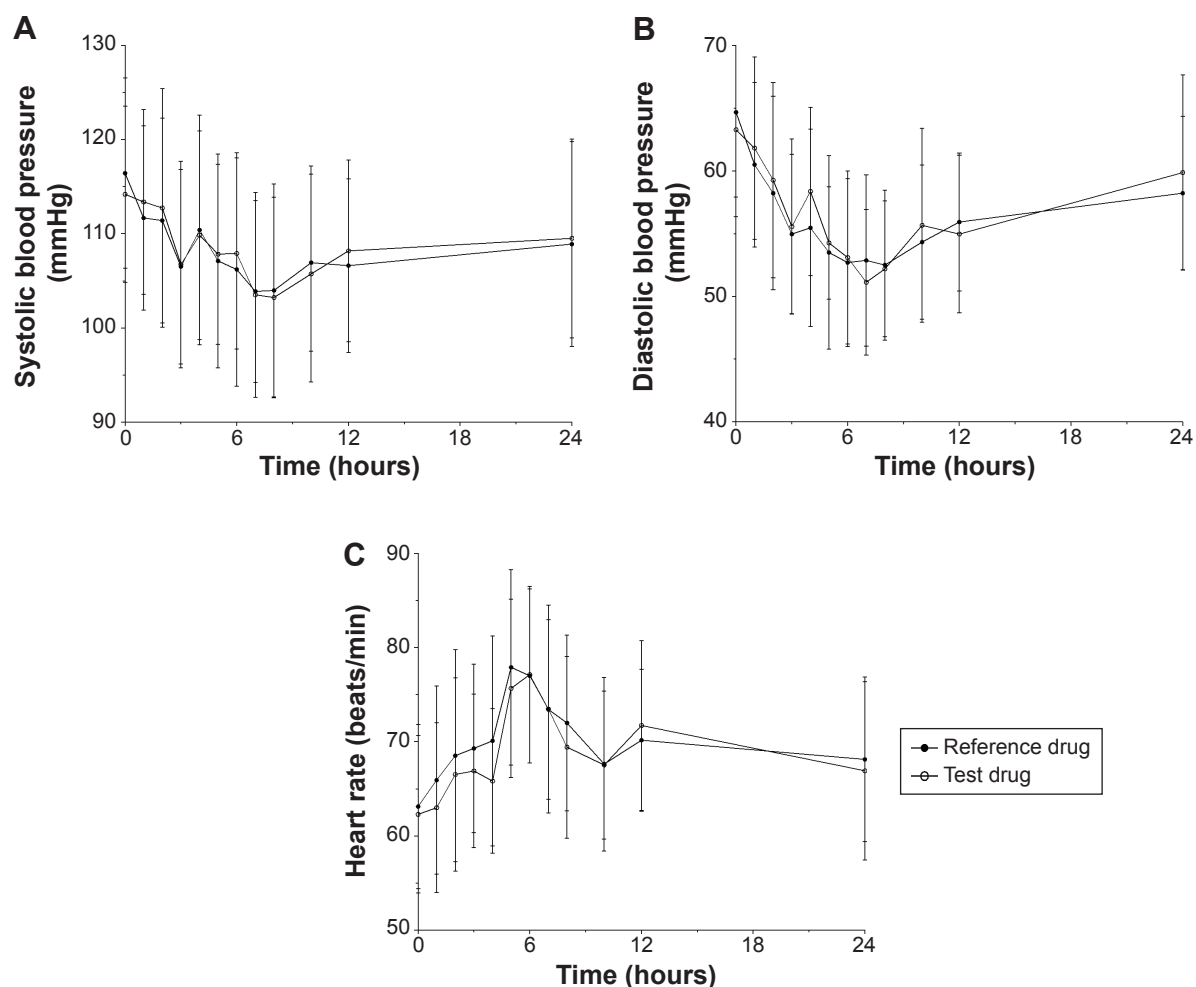 A
Systolic blood pressure
(mmHg)
130
120
110
100
90
0
6
12
18
24
Time (hours)
B
Diastolic blood pressure
(mmHg)
70
60
50
40
0
6
12
18
24
Time (hours)
C
Heart rate (beats/min)
90
80
70
60
50
0
6
12
18
24
Time (hours)
Reference drug
Test drug